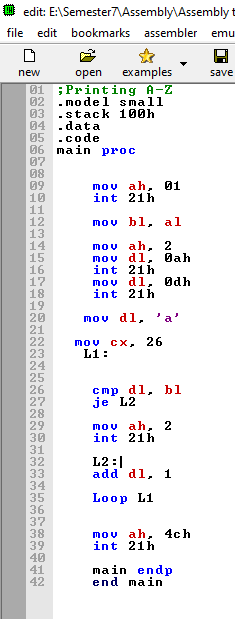 edit: E:\Semester7\Assembly\Assembly t
file edit bookmarks assembler emu
new open examples save
01 ;Printing A-Z
02 .model small
03 .stack 100h
04 .data
05 .code
06 main proc
07
08
09 mov ah, 01
10 int 21h
11
12 mov bl, al
13
14 mov ah, 2
15 mov dl, 0ah
16 int 21h
17 mov dl, 0dh
18 int 21h
19
20 mov dl, 'a'
21
22 mov cx, 26
23 L1:
24
25
26 cmp dl, bl
27 je L2
28
29 mov ah, 2
30 int 21h
31
32 L2:
33 add dl, 1
34
35 Loop L1
36
37
38 mov ah, 4ch
39 int 21h
40
41 main endp
42 end main